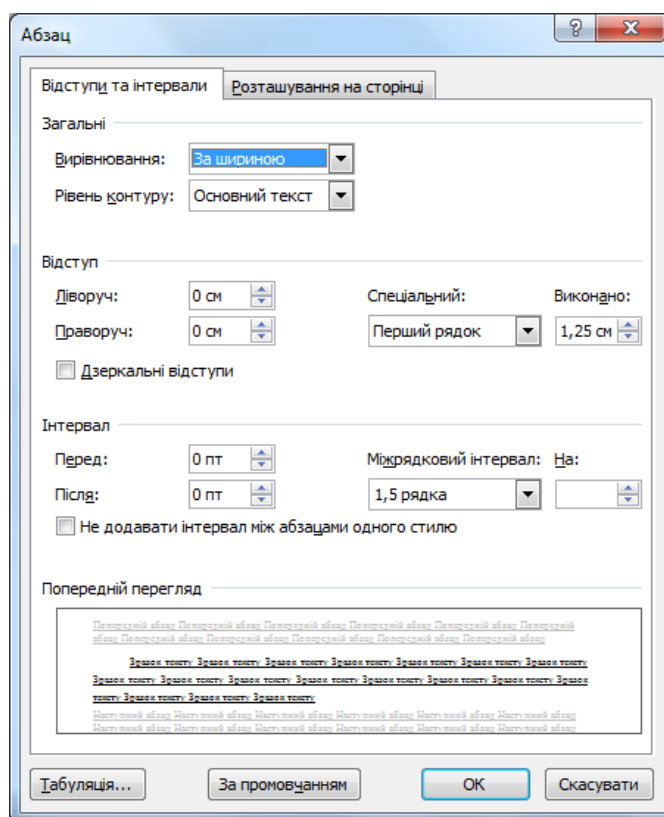 Абзац
Відступи та інтервали Розташування на сторінці
Загальні
Вирівнювання: За шириною
Рівень контуру: Основний текст
Відступ
Ліворуч: 0 см Спеціальний: Виконано:
Праворуч: 0 см Перший рядок 1,25 см
Дзеркальні відступи
Інтервал
Перед: 0 пт Міжрядковий інтервал: На:
Після: 0 пт 1,5 рядка
Не додавати інтервал між абзацами одного стилю
Попередній перегляд
Попередній абзац Попередній абзац Попередній абзац Попередній абзац Попередній абзац Попередній
абзац Попередній абзац Попередній абзац Попередній абзац Попередній абзац Попередній абзац
Зразок тексту Зразок тексту Зразок тексту Зразок тексту Зразок тексту Зразок тексту Зразок тексту
Зразок тексту Зразок тексту Зразок тексту Зразок тексту Зразок тексту Зразок тексту Зразок
тексту Зразок тексту Зразок тексту Зразок тексту
Наступний абзац Наступний абзац Наступний абзац Наступний абзац Наступний абзац Наступний абзац
Наступний абзац Наступний абзац Наступний абзац Наступний абзац Наступний абзац Наступний абзац
Табуляція... За промовчанням ОК Скасувати